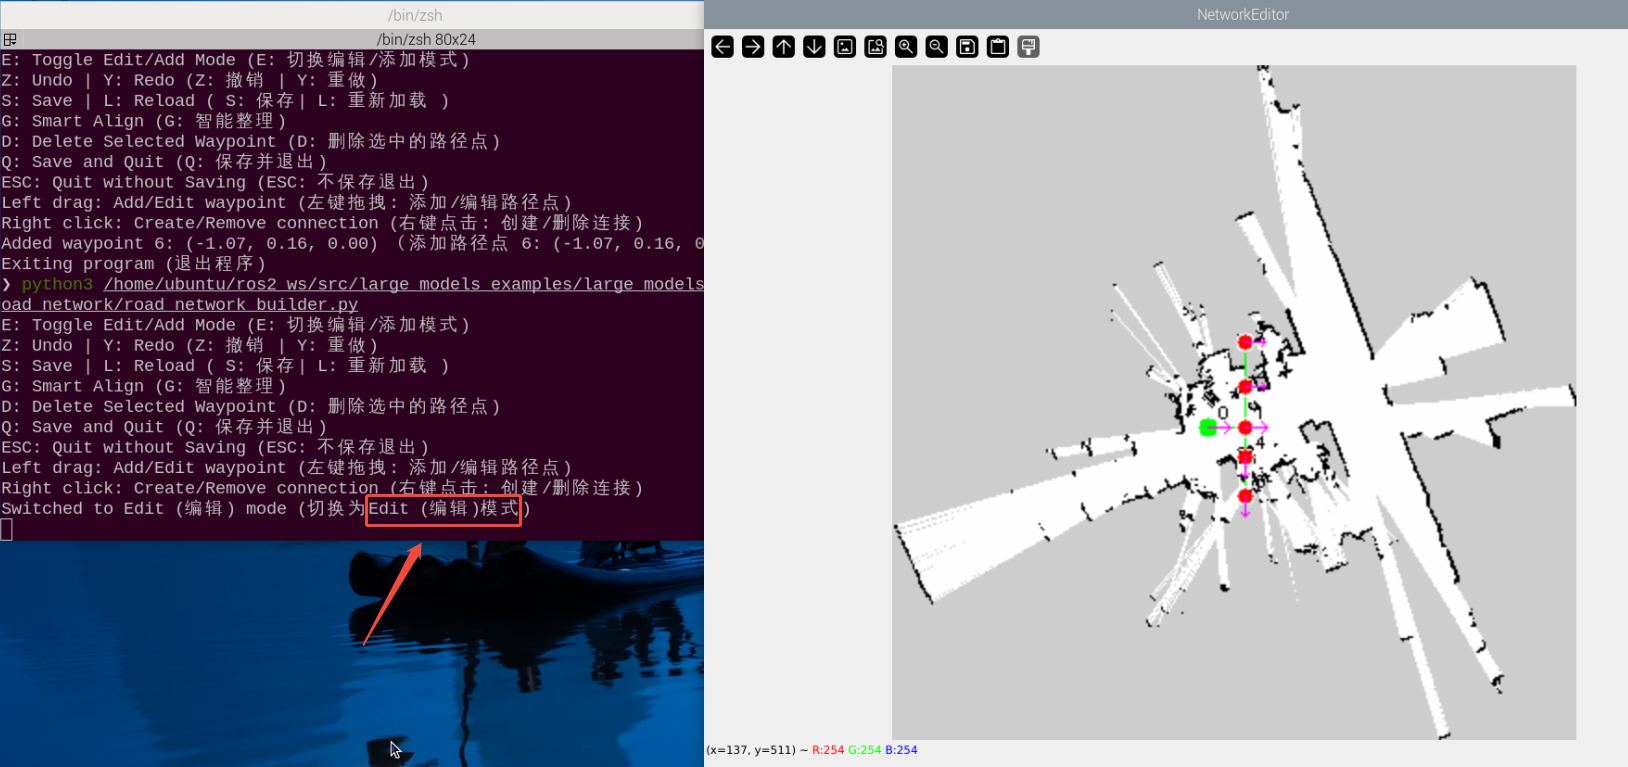 /bin/zsh
/bin/zsh 80x24
E: Toggle Edit/Add Mode (E: 切换编辑/添加模式)
Z: Undo | Y: Redo (Z: 撤销 | Y: 重做)
S: Save | L: Reload ( S: 保存| L: 重新加载 )
G: Smart Align (G: 智能整理)
D: Delete Selected Waypoint (D: 删除选中的路径点)
Q: Save and Quit (Q: 保存并退出)
ESC: Quit without Saving (ESC: 不保存退出)
Left drag: Add/Edit waypoint (左键拖拽: 添加/编辑路径点)
Right click: Create/Remove connection (右键点击: 创建/删除连接)
Added waypoint 6: (-1.07, 0.16, 0.00) (添加路径点 6: (-1.07, 0.16, 0
Exiting program (退出程序)
❯ python3 /home/ubuntu/ros2_ws/src/large_models_examples/large_models
oad_network/road_network_builder.py
E: Toggle Edit/Add Mode (E: 切换编辑/添加模式)
Z: Undo | Y: Redo (Z: 撤销 | Y: 重做)
S: Save | L: Reload ( S: 保存| L: 重新加载 )
G: Smart Align (G: 智能整理)
D: Delete Selected Waypoint (D: 删除选中的路径点)
Q: Save and Quit (Q: 保存并退出)
ESC: Quit without Saving (ESC: 不保存退出)
Left drag: Add/Edit waypoint (左键拖拽: 添加/编辑路径点)
Right click: Create/Remove connection (右键点击: 创建/删除连接)
Switched to Edit (编辑) mode (切换为Edit (编辑)模式)
NetworkEditor
0
4
(x=137, y=511) ~ R:254 G:254 B:254